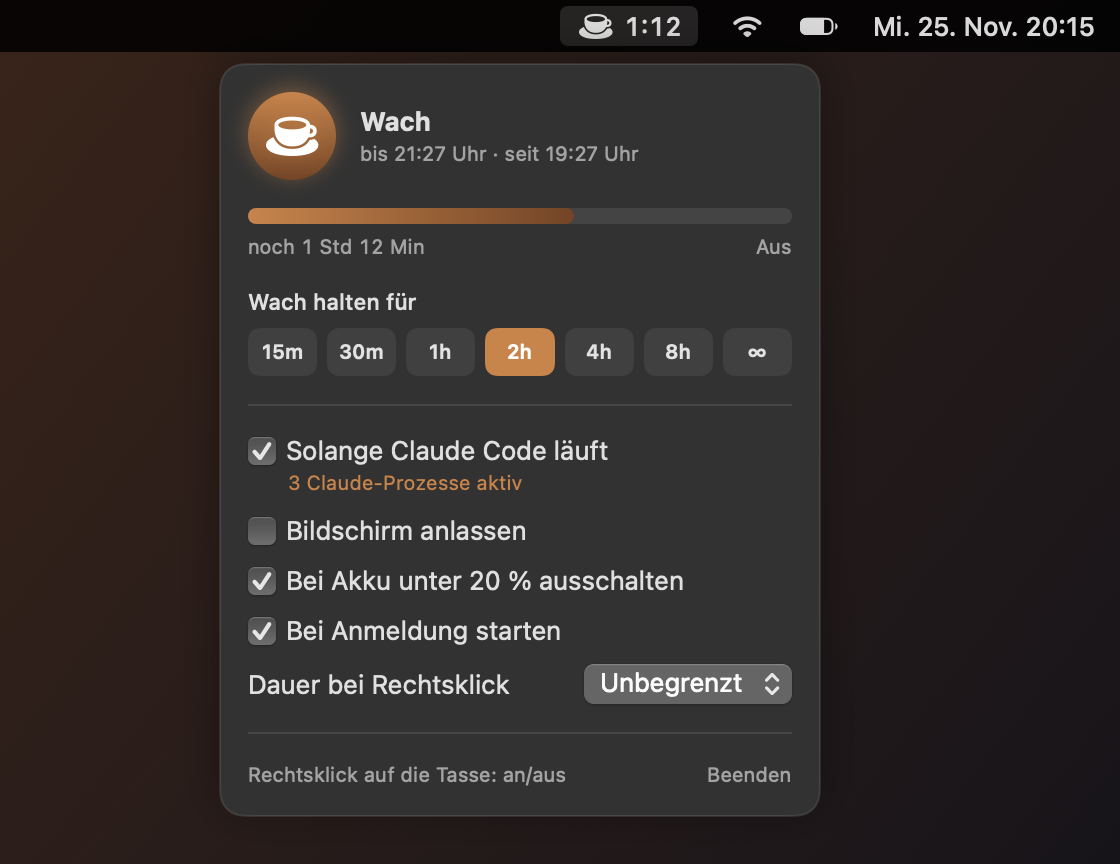 1:12 Mi. 25. Nov. 20:15
Wach
bis 21:27 Uhr · seit 19:27 Uhr
noch 1 Std 12 Min Aus
Wach halten für
15m 30m 1h 2h 4h 8h ∞
Solange Claude Code läuft
3 Claude-Prozesse aktiv
Bildschirm anlassen
Bei Akku unter 20 % ausschalten
Bei Anmeldung starten
Dauer bei Rechtsklick Unbegrenzt
Rechtsklick auf die Tasse: an/aus Beenden